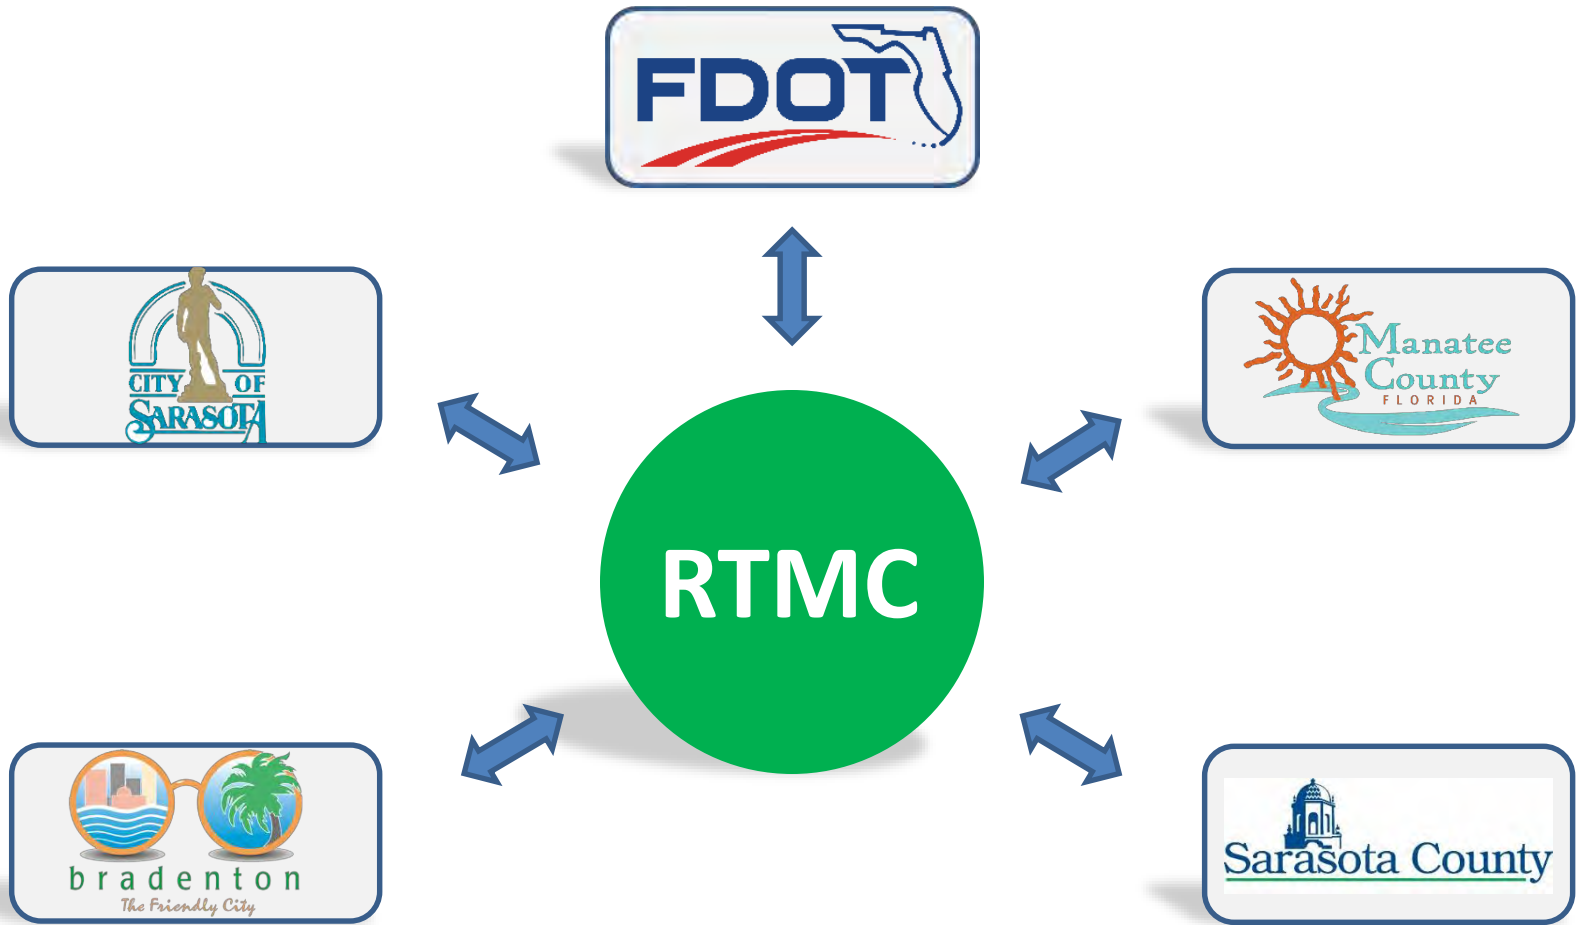 FDOT
CITY OF
SARASOTA
Manatee
County
FLORIDA
RTMC
bradenton
The Friendly City
Sarasota County